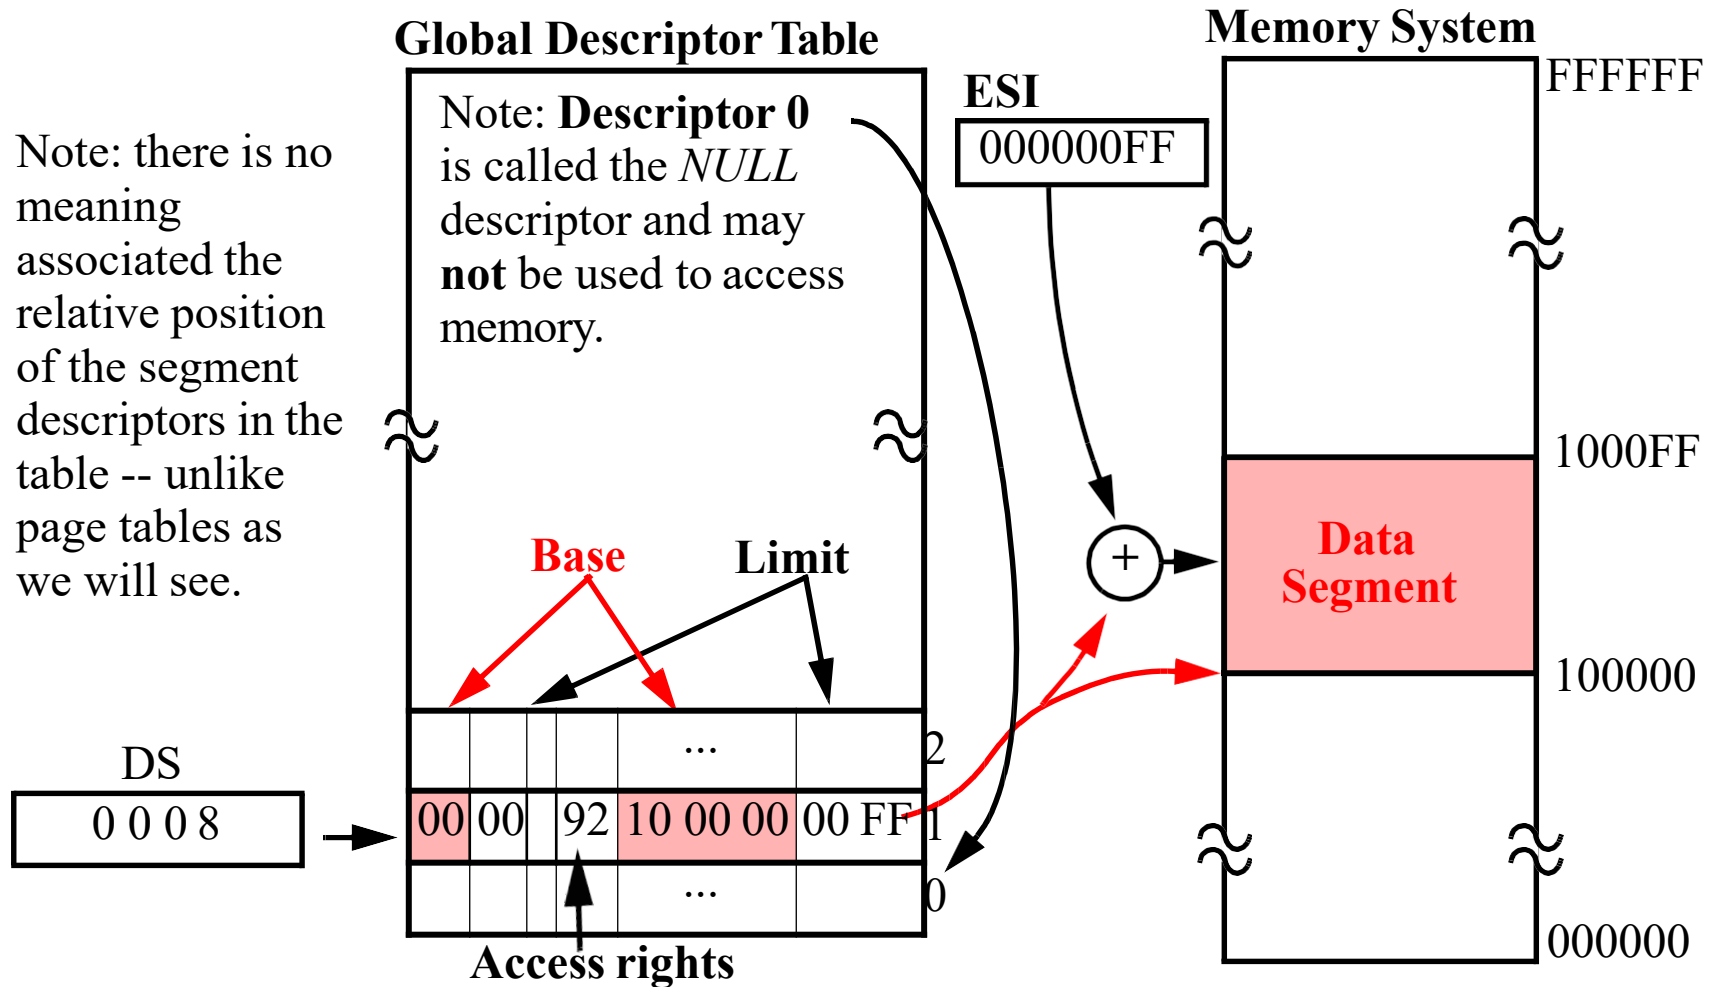 Global Descriptor Table
Memory System
Note: there is no
meaning
associated the
relative position
of the segment
descriptors in the
table -- unlike
page tables as
we will see.
Note: Descriptor 0
is called the NULL
descriptor and may
not be used to access
memory.
ESI
000000FF
FFFFFF
1000FF
+
Data
Segment
100000
000000
Base
Limit
DS
0 0 0 8
... 2
00 00 92 10 00 00 00 FF 1
... 0
Access rights